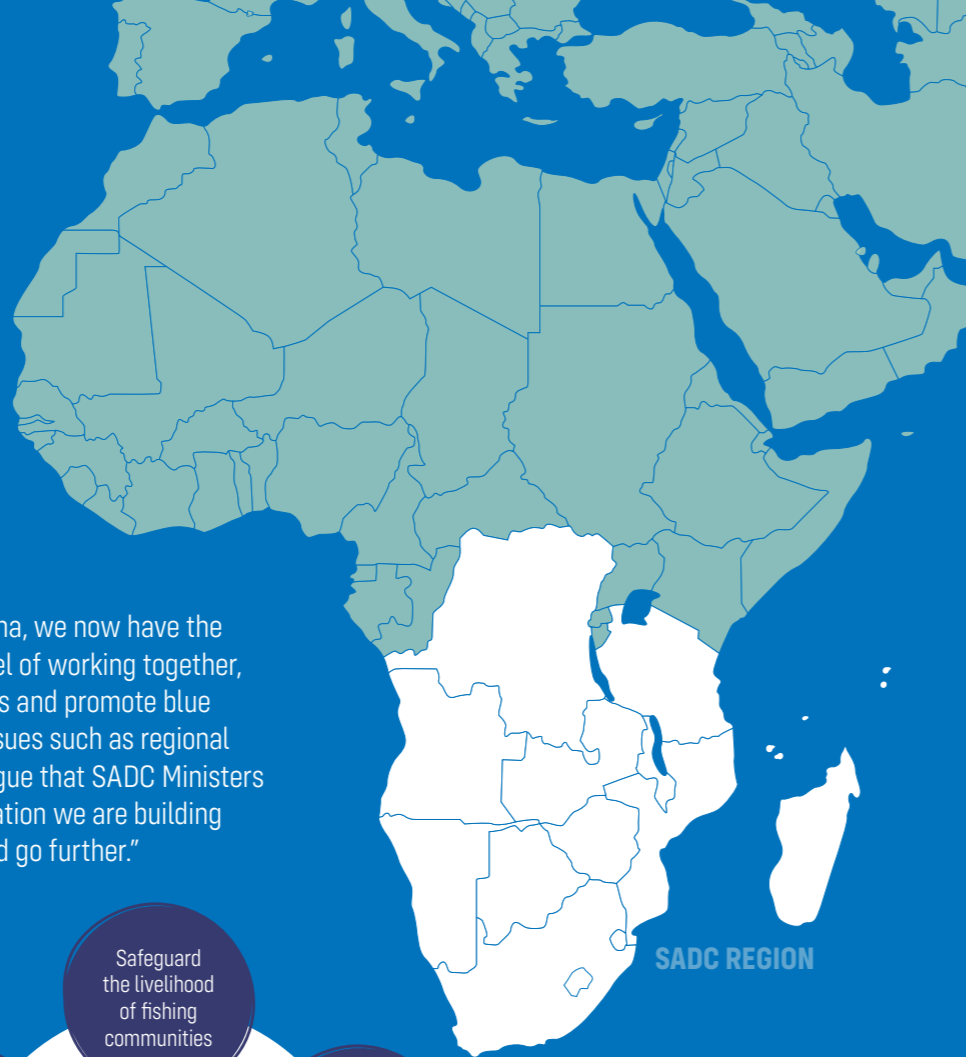 na, we now have the
el of working together,
s and promote blue
sues such as regional
gue that SADC Ministers
ation we are building
d go further.”
SADC REGION
Safeguard
the livelihood
of fishing
communities